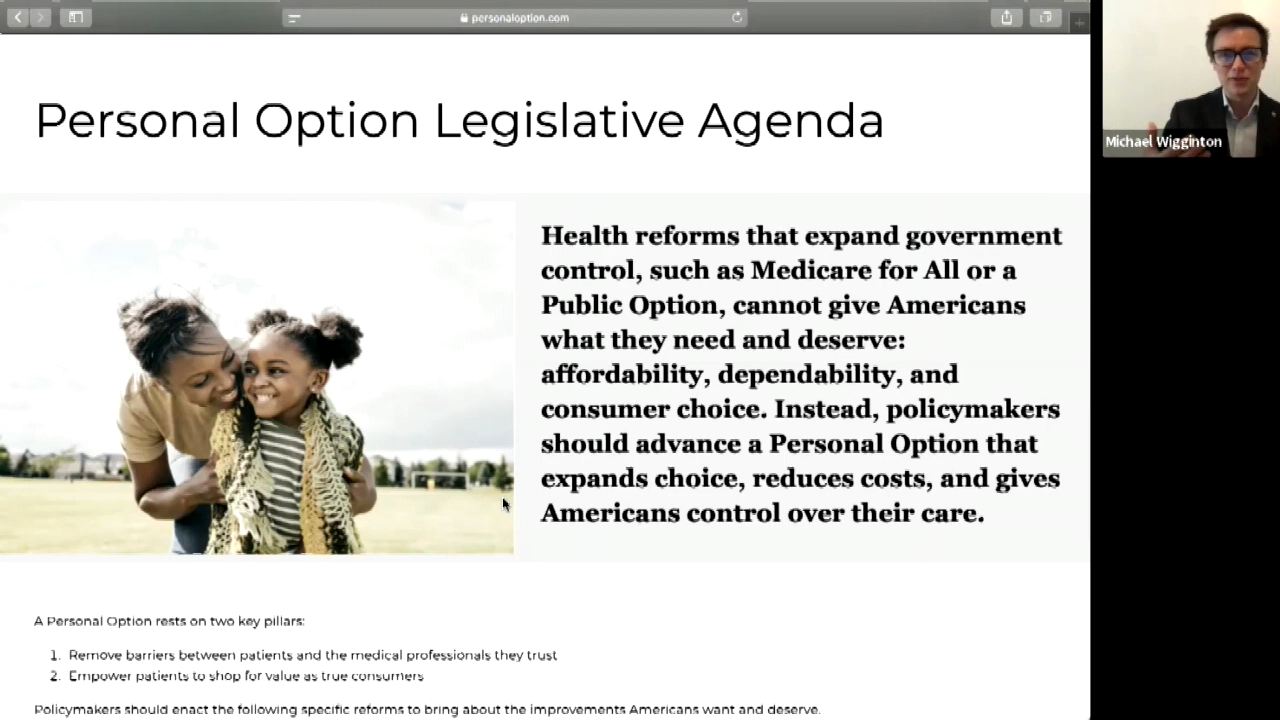 personaloption.com
Personal Option Legislative Agenda
Michael Wigginton
Health reforms that expand government
control, such as Medicare for All or a
Public Option, cannot give Americans
what they need and deserve:
affordability, dependability, and
consumer choice. Instead, policymakers
should advance a Personal Option that
expands choice, reduces costs, and gives
Americans control over their care.
A Personal Option rests on two key pillars:
1. Remove barriers between patients and the medical professionals they trust
2. Empower patients to shop for value as true consumers
Policymakers should enact the following specific reforms to bring about the improvements Americans want and deserve.